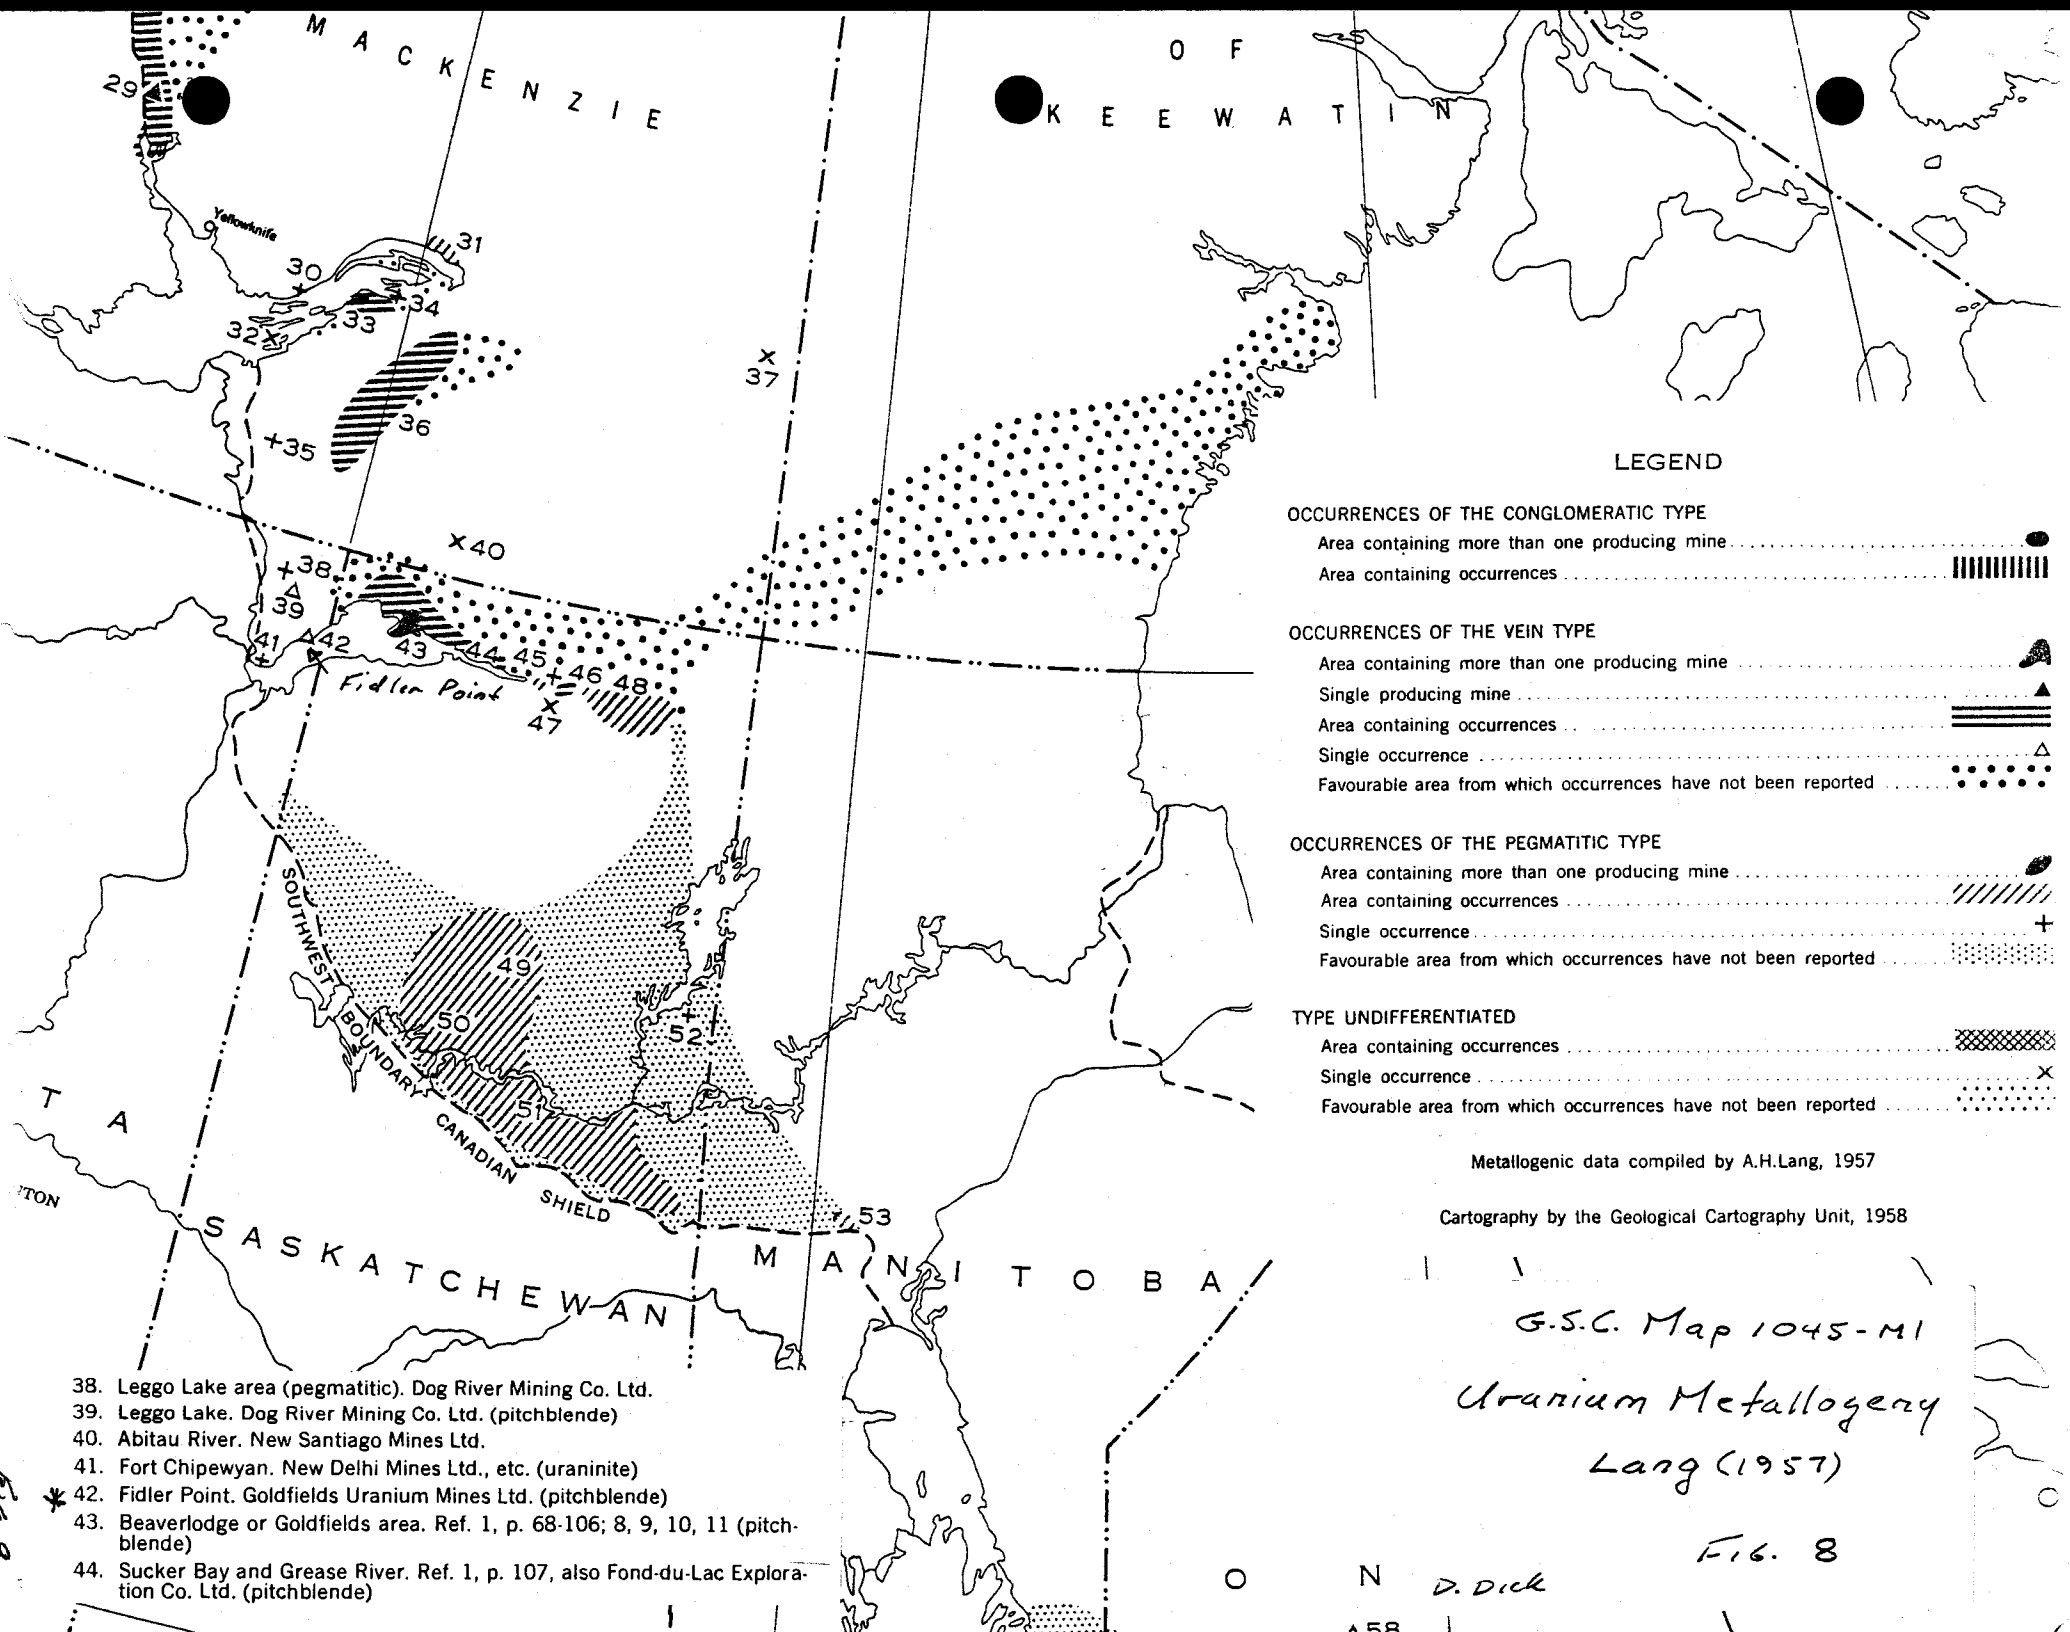 MACKENZIE
OF
KEEWATIN
29
Yellowknife
31
30
34
33
32
37
36
35
40
38
39
41
42
43
44
45
46
48
47
Fidler Point
49
50
52
51
53
SOUTHWEST BOUNDARY CANADIAN SHIELD
TA
TON
SASKATCHEWAN
MANITOBA
LEGEND
OCCURRENCES OF THE CONGLOMERATIC TYPE
Area containing more than one producing mine
Area containing occurrences
OCCURRENCES OF THE VEIN TYPE
Area containing more than one producing mine
Single producing mine
Area containing occurrences
Single occurrence
Favourable area from which occurrences have not been reported
OCCURRENCES OF THE PEGMATITIC TYPE
Area containing more than one producing mine
Area containing occurrences
Single occurrence
Favourable area from which occurrences have not been reported
TYPE UNDIFFERENTIATED
Area containing occurrences
Single occurrence
Favourable area from which occurrences have not been reported
Metallogenic data compiled by A.H.Lang, 1957
Cartography by the Geological Cartography Unit, 1958
G.S.C. Map 1045-M1
Uranium Metallogeny
Lang (1957)
FIG. 8
38. Leggo Lake area (pegmatitic). Dog River Mining Co. Ltd.
39. Leggo Lake. Dog River Mining Co. Ltd. (pitchblende)
40. Abitau River. New Santiago Mines Ltd.
41. Fort Chipewyan. New Delhi Mines Ltd., etc. (uraninite)
42. Fidler Point. Goldfields Uranium Mines Ltd. (pitchblende)
43. Beaverlodge or Goldfields area. Ref. 1, p. 68-106; 8, 9, 10, 11 (pitch-
blende)
44. Sucker Bay and Grease River. Ref. 1, p. 107, also Fond-du-Lac Explora-
tion Co. Ltd. (pitchblende)
O N
D. Dick
58